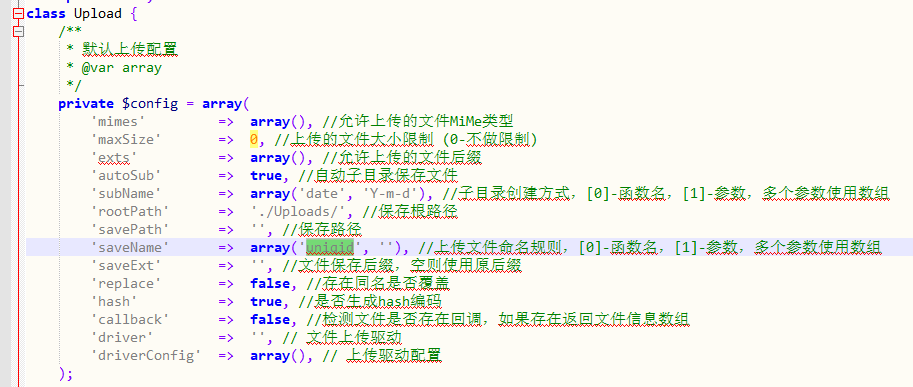 class Upload {
/**
* 默认上传配置
* @var array
*/
private $config = array(
'mimes' => array(), //允许上传的文件MiMe类型
'maxSize' => 0, //上传的文件大小限制 (0-不做限制)
'exts' => array(), //允许上传的文件后缀
'autoSub' => true, //自动子目录保存文件
'subName' => array('date', 'Y-m-d'), //子目录创建方式，[0]-函数名，[1]-参数，多个参数使用数组
'rootPath' => './Uploads/', //保存根路径
'savePath' => '', //保存路径
'saveName' => array('uniqid', ''), //上传文件命名规则，[0]-函数名，[1]-参数，多个参数使用数组
'saveExt' => '', //文件保存后缀，空则使用原后缀
'replace' => false, //存在同名是否覆盖
'hash' => true, //是否生成hash编码
'callback' => false, //检测文件是否存在回调，如果存在返回文件信息数组
'driver' => '', // 文件上传驱动
'driverConfig' => array(), // 上传驱动配置
);